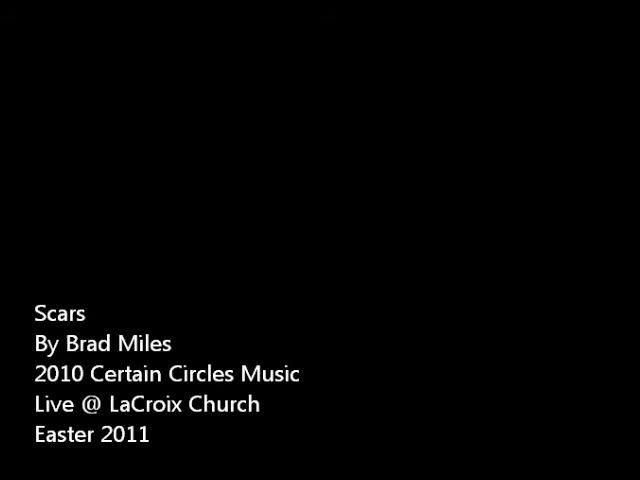 Scars
By Brad Miles
2010 Certain Circles Music
Live @ LaCroix Church
Easter 2011